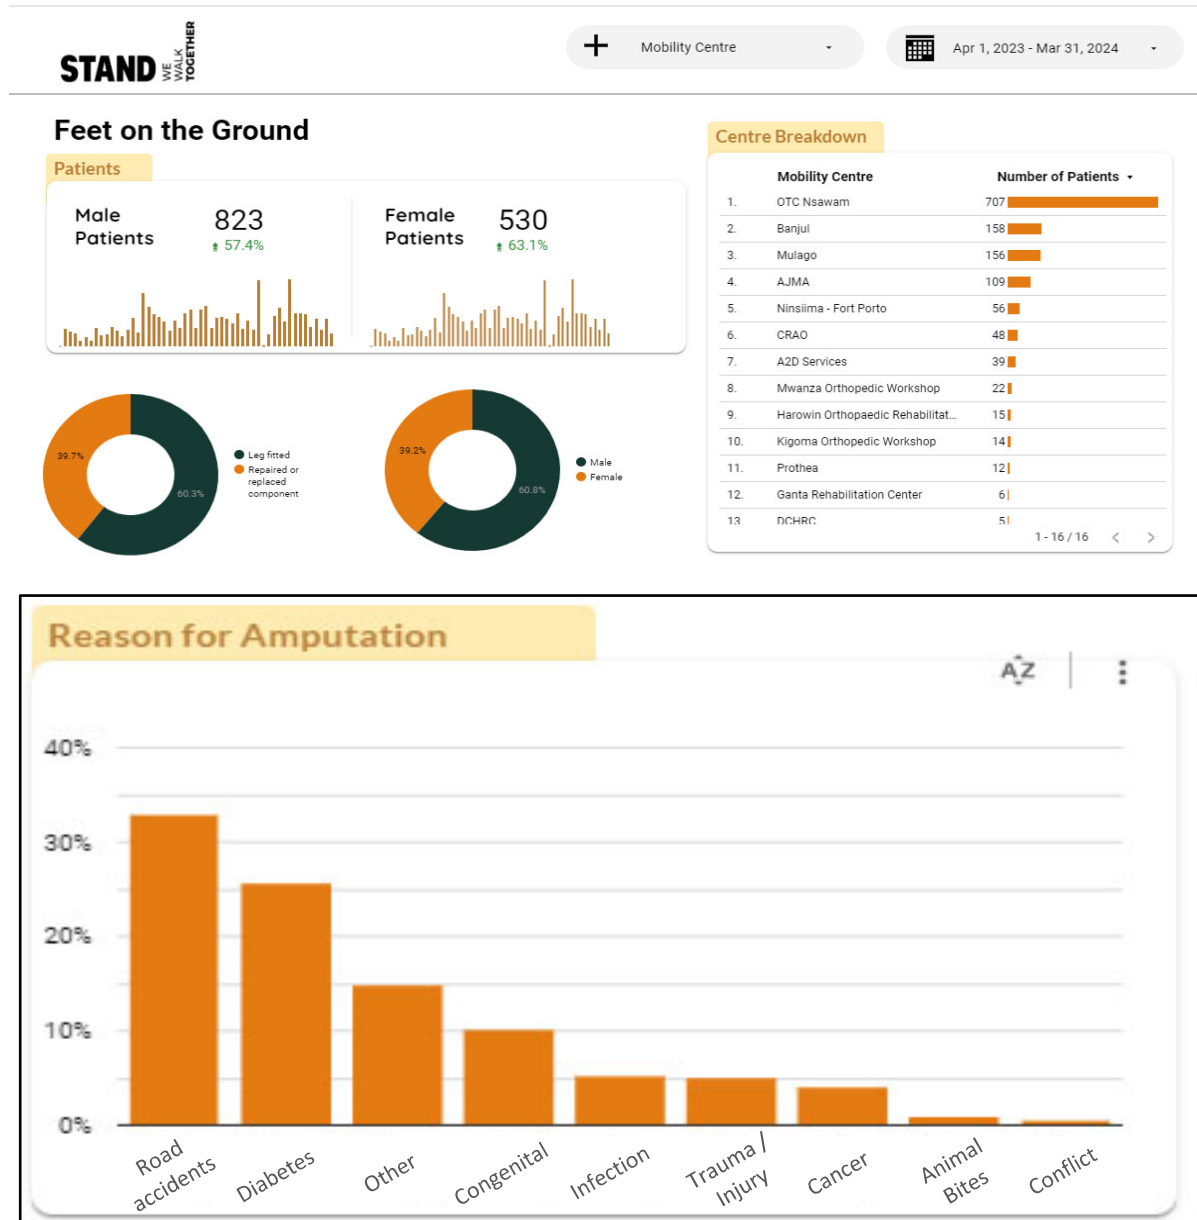 STAND WE WALK TOGETHER
Mobility Centre
Apr 1, 2023 - Mar 31, 2024
Feet on the Ground
Patients
Male Patients
823
57.4%
Female Patients
530
63.1%
39.7%
60.3%
Leg fitted
Repaired or
replaced
component
39.2%
60.8%
Male
Female
Centre Breakdown
Mobility Centre Number of Patients
1. OTC Nsawam 707
2. Banjul 158
3. Mulago 156
4. AJMA 109
5. Ninsiima - Fort Porto 56
6. CRAO 48
7. A2D Services 39
8. Mwanza Orthopedic Workshop 22
9. Harowin Orthopaedic Rehabilitat... 15
10. Kigoma Orthopedic Workshop 14
11. Prothea 12
12. Ganta Rehabilitation Center 6
13 DCHRC 5
1 - 16 / 16 < >
Reason for Amputation
AZ
40%
30%
20%
10%
0%
Road accidents
Diabetes
Other
Congenital
Infection
Trauma / Injury
Cancer
Animal Bites
Conflict